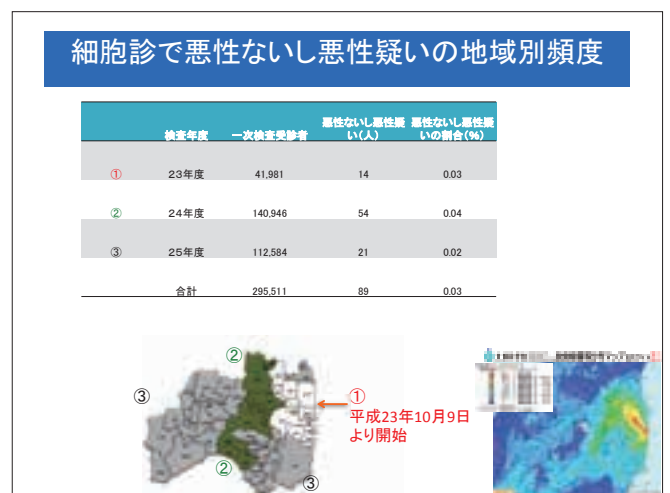 細胞診で悪性ないし悪性疑いの地域別頻度
検査年度 一次検査受診者 悪性ないし悪性疑い(人) 悪性ないし悪性疑いの割合(%)
① 23年度 41,981 14 0.03
② 24年度 140,946 54 0.04
③ 25年度 112,584 21 0.02
合計 295,511 89 0.03
②
③
①
平成23年10月9日
より開始
②
③